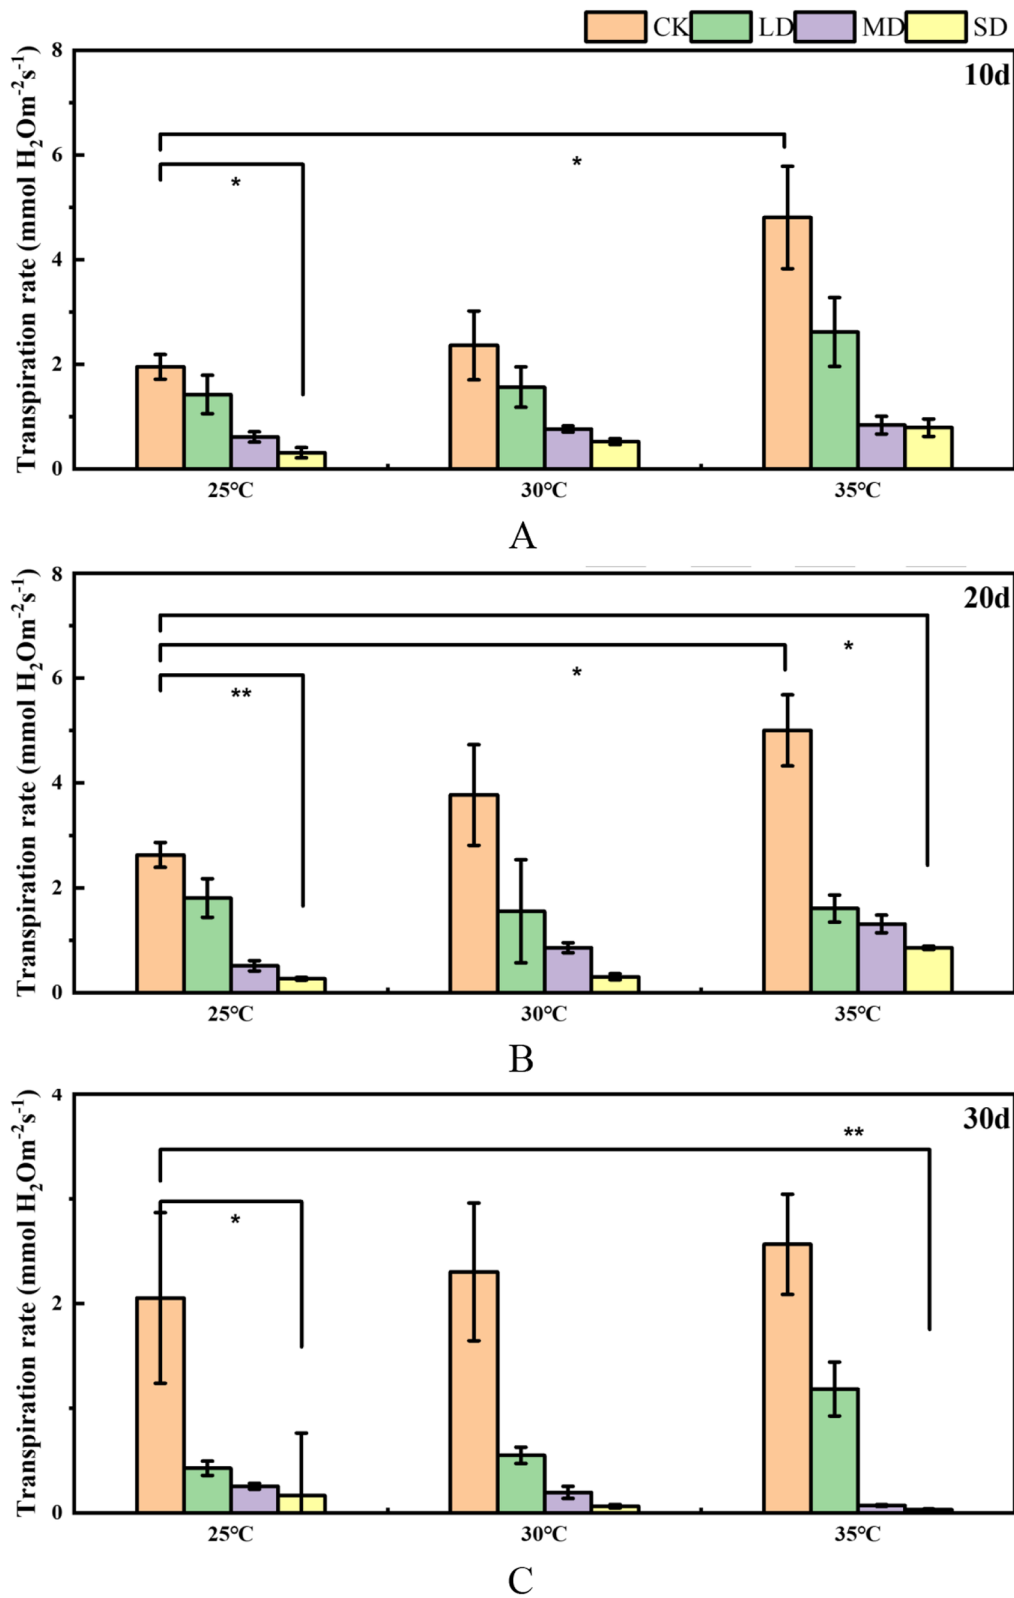 CK LD MD SD
Transpiration rate (mmol H₂Om⁻²s⁻¹)
8
6
4
2
0
10d
*
*
25℃ 30℃ 35℃
A
Transpiration rate (mmol H₂Om⁻²s⁻¹)
8
6
4
2
0
20d
*
*
**
25℃ 30℃ 35℃
B
Transpiration rate (mmol H₂Om⁻²s⁻¹)
4
2
0
30d
**
*
25℃ 30℃ 35℃
C